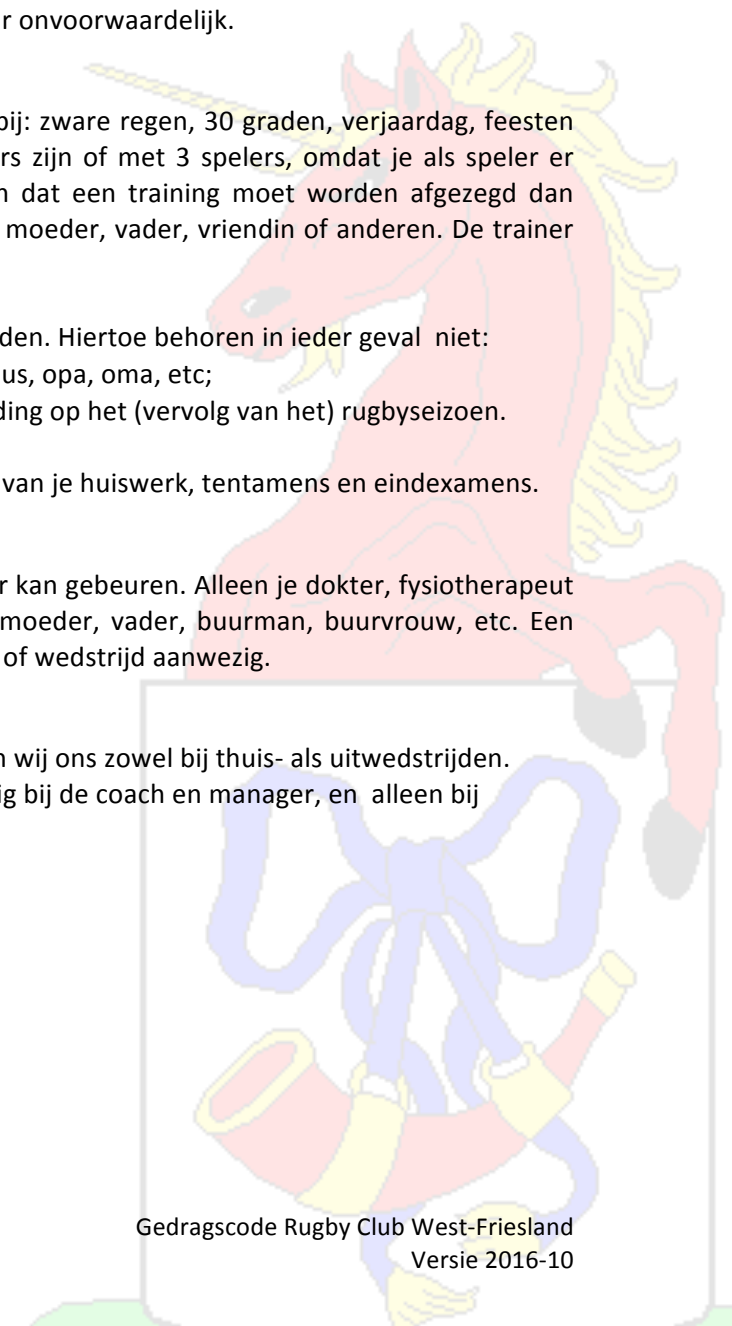 r onvoorwaardelijk.
bij: zware regen, 30 graden, verjaardag, feesten
rs zijn of met 3 spelers, omdat je als speler er
n dat een training moet worden afgezegd dan
moeder, vader, vriendin of anderen. De trainer
den. Hiertoe behoren in ieder geval niet:
us, opa, oma, etc;
ding op het (vervolg van het) rugbyseizoen.
van je huiswerk, tentamens en eindexamens.
r kan gebeuren. Alleen je dokter, fysiotherapeut
moeder, vader, buurman, buurvrouw, etc. Een
of wedstrijd aanwezig.
n wij ons zowel bij thuis- als uitwedstrijden.
ig bij de coach en manager, en alleen bij
Gedragscode Rugby Club West-Friesland
Versie 2016-10